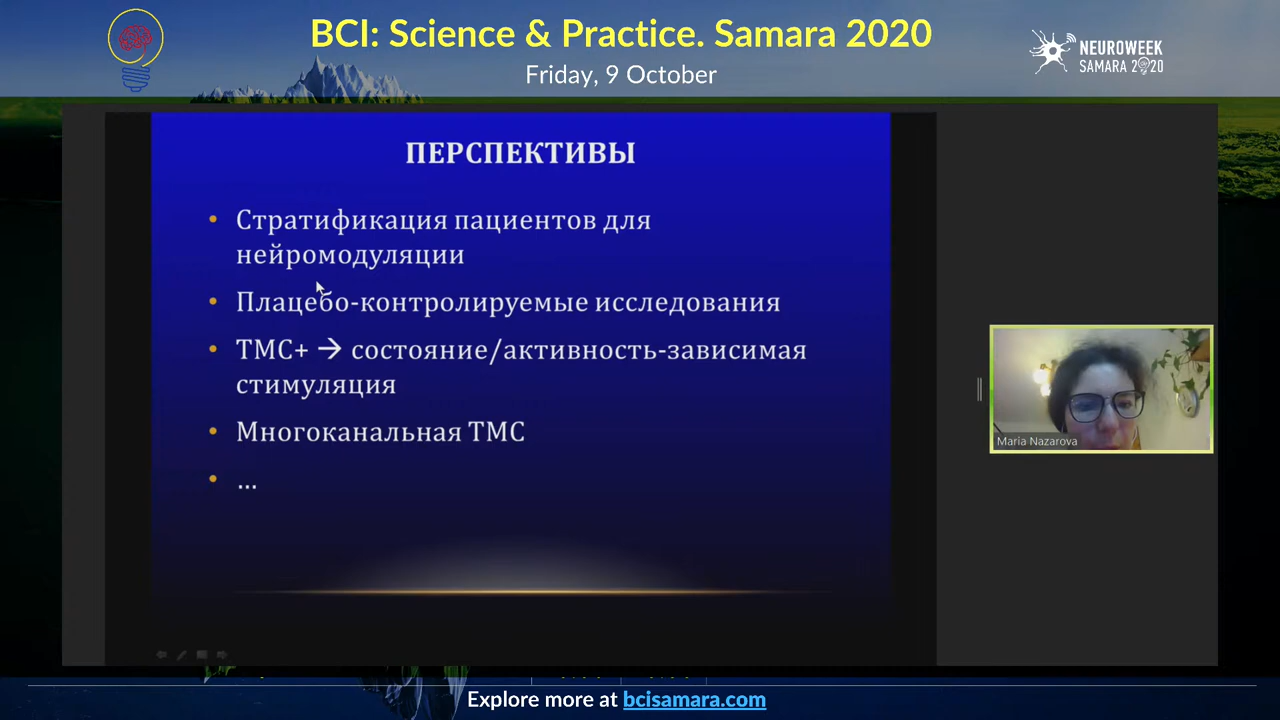 BCI: Science & Practice. Samara 2020
Friday, 9 October
NEUROWEEK
SAMARA 2020
ПЕРСПЕКТИВЫ
• Стратификация пациентов для
нейромодуляции
• Плацебо-контролируемые исследования
• ТМС+ → состояние/активность-зависимая
стимуляция
• Многоканальная ТМС
• ...
Maria Nazarova
Explore more at bcisamara.com